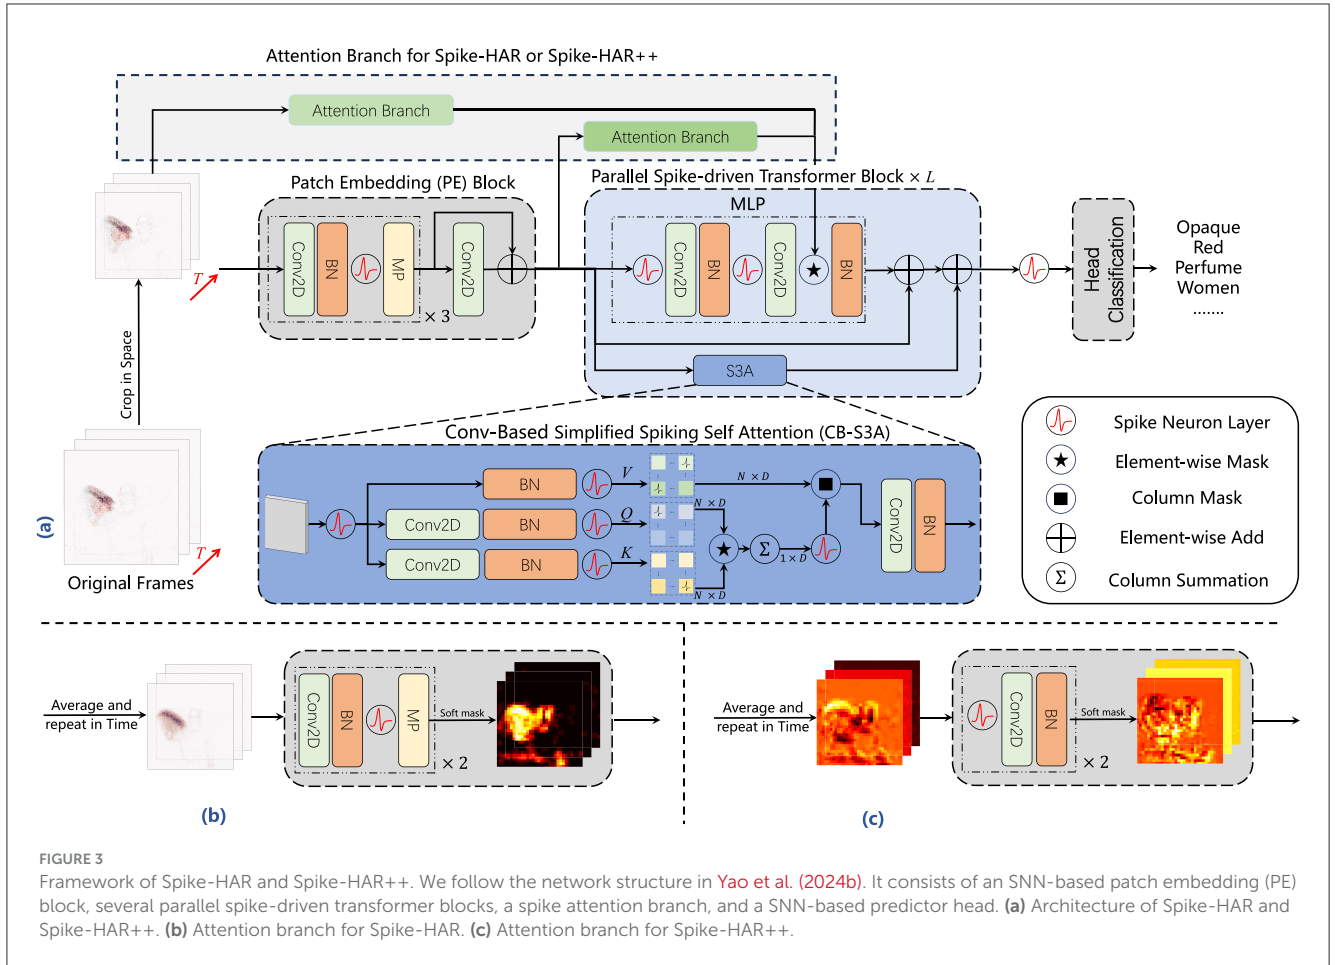 Attention Branch for Spike-HAR or Spike-HAR++
Attention Branch
Attention Branch
Patch Embedding (PE) Block
Parallel Spike-driven Transformer Block × L
MLP
Conv2D
BN
MP
× 3
Conv2D
Conv2D
BN
Conv2D
BN
S3A
Head
Classification
Opaque
Red
Perfume
Women
.......
T
Crop in Space
(a)
T
Original Frames
Conv-Based Simplified Spiking Self Attention (CB-S3A)
BN
V
N × D
Conv2D
BN
Q
N × D
Conv2D
BN
K
N × D
Σ
1 × D
Conv2D
BN
Spike Neuron Layer
Element-wise Mask
Column Mask
Element-wise Add
Σ
Column Summation
Average and
repeat in Time
Conv2D
BN
MP
× 2
Soft mask
(b)
Average and
repeat in Time
Conv2D
BN
× 2
Soft mask
(c)
FIGURE 3
Framework of Spike-HAR and Spike-HAR++. We follow the network structure in Yao et al. (2024b). It consists of an SNN-based patch embedding (PE)
block, several parallel spike-driven transformer blocks, a spike attention branch, and a SNN-based predictor head. (a) Architecture of Spike-HAR and
Spike-HAR++. (b) Attention branch for Spike-HAR. (c) Attention branch for Spike-HAR++.